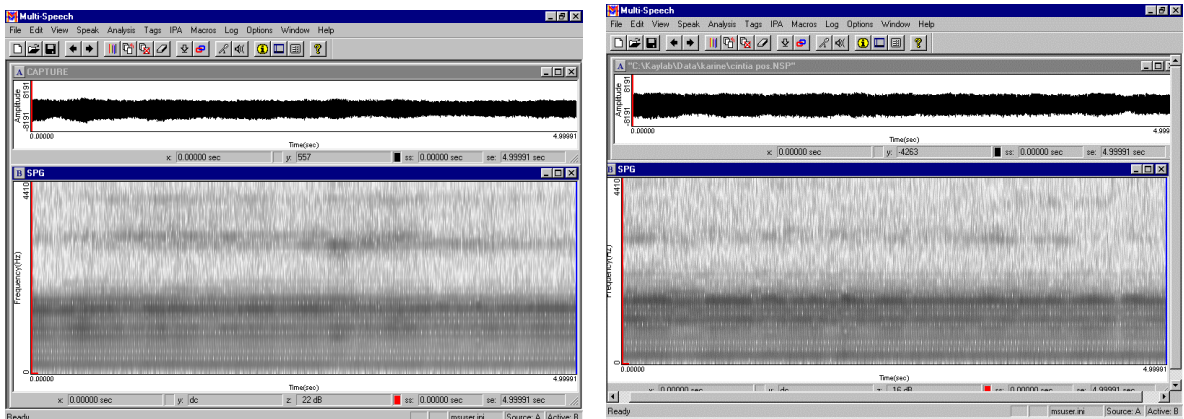 Multi-Speech
File Edit View Speak Analysis Tags IPA Macros Log Options Window Help
A CAPTURE
8191
Amplitude
-8191
0.00000
4.99991
Time(sec)
x: 0.00000 sec y: 557 ss: 0.00000 sec se: 4.99991 sec
B SPG
4410
Frequency(Hz)
0
0.00000
4.99991
Time(sec)
x: 0.00000 sec y: dc z: 22 dB ss: 0.00000 sec se: 4.99991 sec
Ready msuser.ini Source: A Active: B
Multi-Speech
File Edit View Speak Analysis Tags IPA Macros Log Options Window Help
A "C:\Kaylab\Data\karine\cintia pos.NSP"
8191
Amplitude
-8191
0.00000
4.999
Time(sec)
x: 0.00000 sec y: -4263 ss: 0.00000 sec se: 4.99991 sec
B SPG
4410
Frequency(Hz)
0
0.00000
4.99991
Time(sec)
x: 0.00000 sec y: dc z: 16 dB ss: 0.00000 sec se: 4.99991 sec
Ready msuser.ini Source: A Active: B